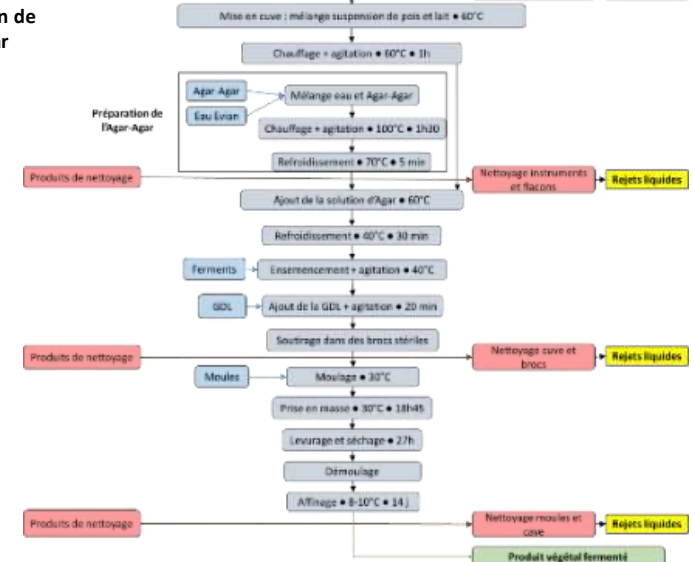 n de
ar
Mise en cuve : mélange suspension de pois et lait • 60°C
Chauffage + agitation • 60°C • 1h
Agar-Agar
Mélange eau et Agar-Agar
Eau Evian
Préparation de
l'Agar-Agar
Chauffage + agitation • 100°C • 1h30
Refroidissement • 70°C • 5 min
Produits de nettoyage
Nettoyage instruments
et flacons
Rejets liquides
Ajout de la solution d'Agar • 60°C
Refroidissement • 40°C • 30 min
Ferments
Ensemencement + agitation • 40°C
GDL
Ajout de la GDL + agitation • 20 min
Soutirage dans des brocs stériles
Produits de nettoyage
Nettoyage cuve et
brocs
Rejets liquides
Moules
Moulage • 30°C
Prise en masse • 30°C • 18h45
Levurage et séchage • 27h
Démoulage
Affinage • 8-10°C • 14 j
Produits de nettoyage
Nettoyage moules et
cave
Rejets liquides
Produit végétal fermenté